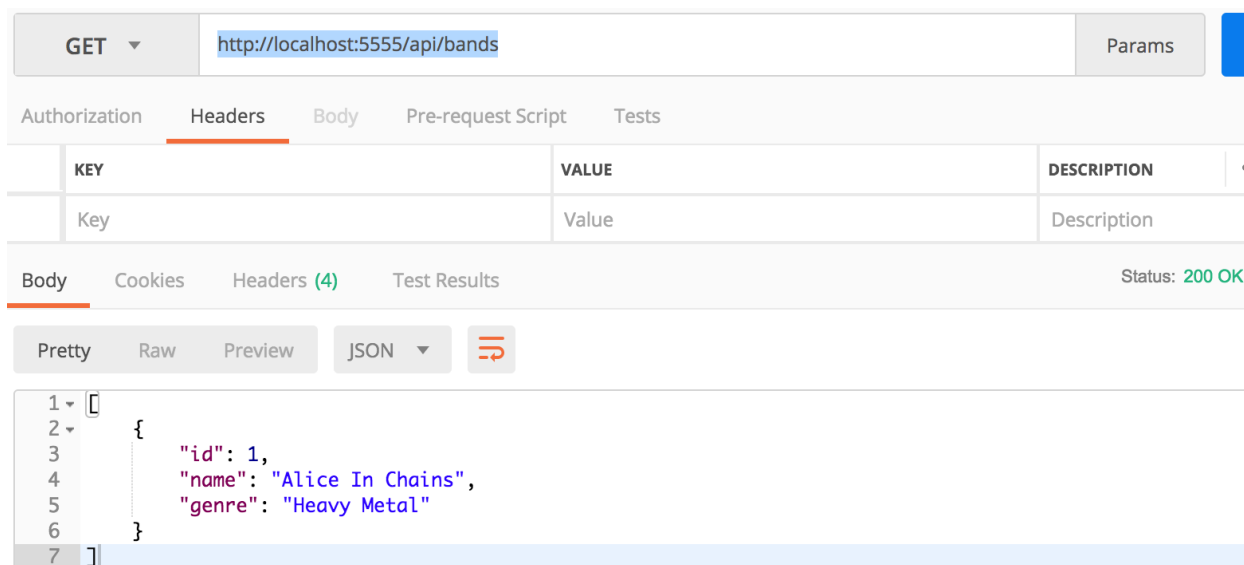 GET http://localhost:5555/api/bands Params
Authorization Headers Body Pre-request Script Tests
KEY VALUE DESCRIPTION
Key Value Description
Body Cookies Headers (4) Test Results Status: 200 OK
Pretty Raw Preview JSON
1 [
2 {
3 "id": 1,
4 "name": "Alice In Chains",
5 "genre": "Heavy Metal"
6 }
7 ]